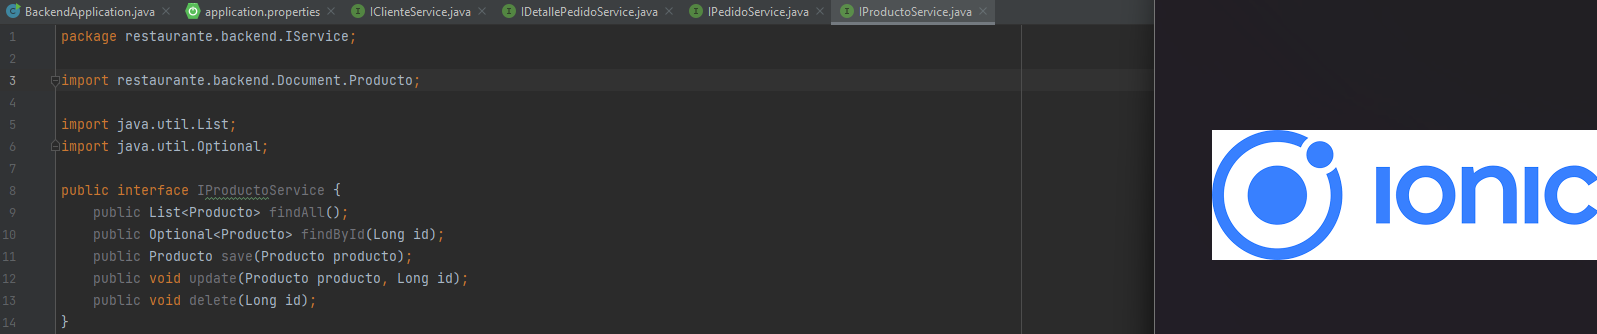 BackendApplication.java application.properties IClienteService.java IDetallePedidoService.java IPedidoService.java IProductoService.java
1 package restaurante.backend.IService;
2
3 import restaurante.backend.Document.Producto;
4
5 import java.util.List;
6 import java.util.Optional;
7
8 public interface IProductoService {
9 public List<Producto> findAll();
10 public Optional<Producto> findById(Long id);
11 public Producto save(Producto producto);
12 public void update(Producto producto, Long id);
13 public void delete(Long id);
14 }
ionic